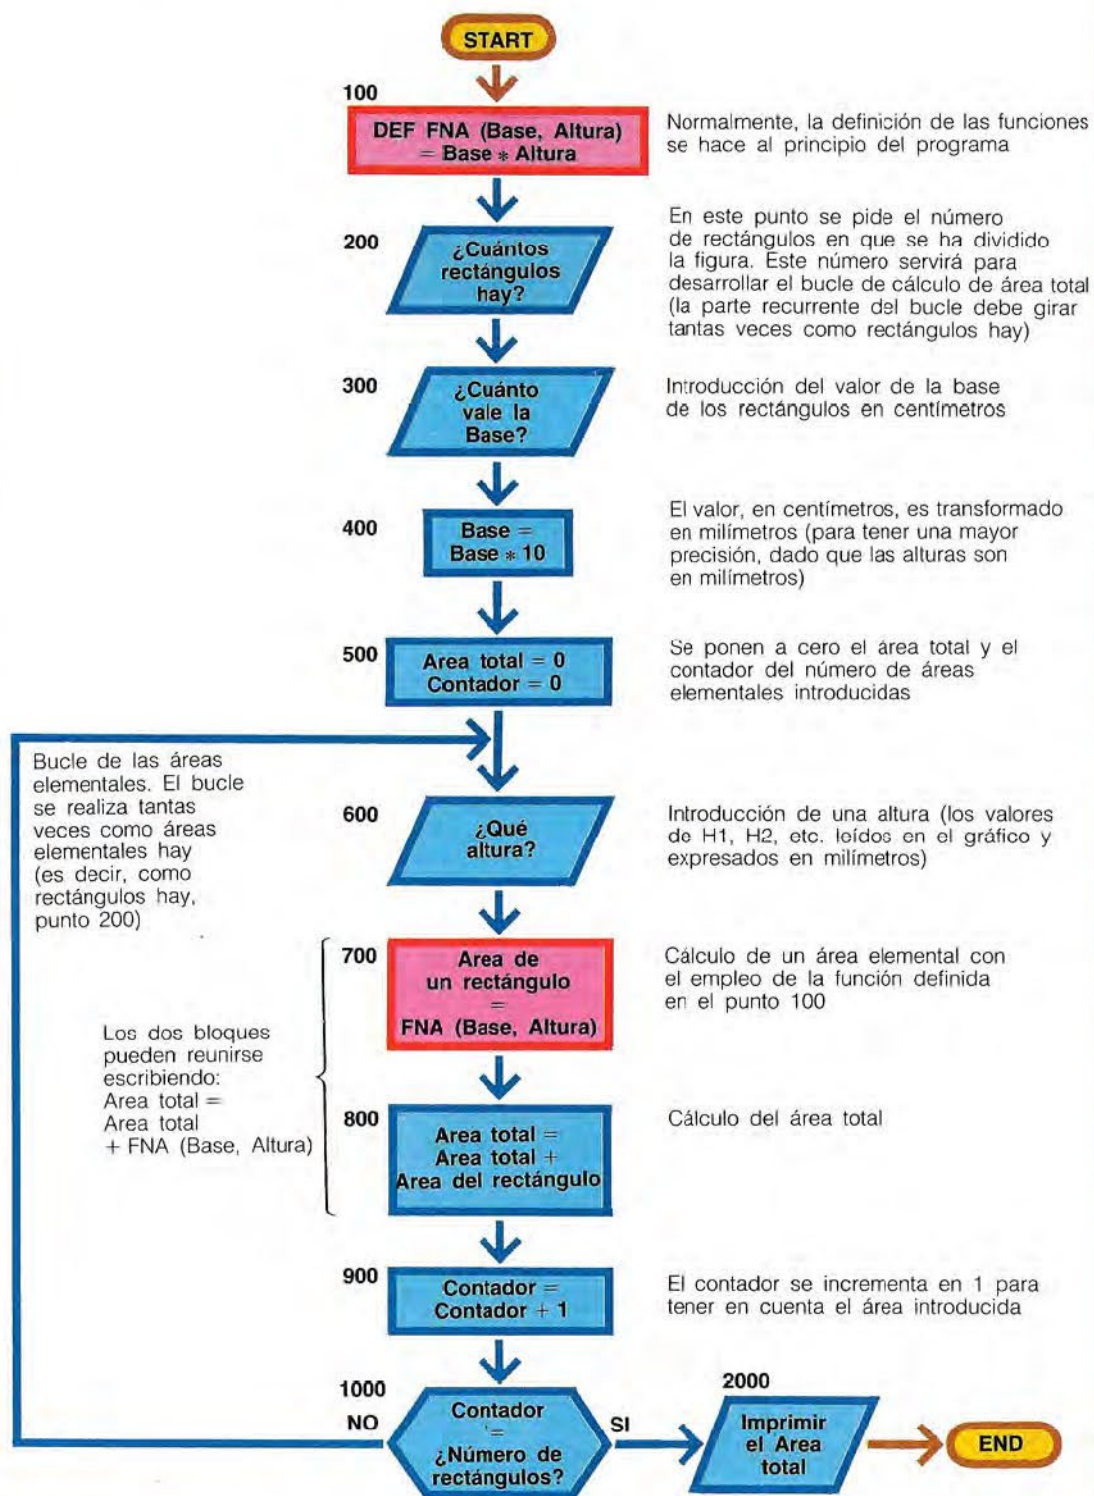 START
100
DEF FNA (Base, Altura)
= Base * Altura
Normalmente, la definición de las funciones
se hace al principio del programa
200
¿Cuántos
rectángulos
hay?
En este punto se pide el número
de rectángulos en que se ha dividido
la figura. Este número servirá para
desarrollar el bucle de cálculo de área total
(la parte recurrente del bucle debe girar
tantas veces como rectángulos hay)
300
¿Cuánto
vale la
Base?
Introducción del valor de la base
de los rectángulos en centímetros
400
Base =
Base * 10
El valor, en centímetros, es transformado
en milímetros (para tener una mayor
precisión, dado que las alturas son
en milímetros)
500
Area total = 0
Contador = 0
Se ponen a cero el área total y el
contador del número de áreas
elementales introducidas
Bucle de las áreas
elementales. El bucle
se realiza tantas
veces como áreas
elementales hay
(es decir, como
rectángulos hay,
punto 200)
600
¿Qué
altura?
Introducción de una altura (los valores
de H1, H2, etc. leídos en el gráfico y
expresados en milímetros)
700
Area de
un rectángulo
=
FNA (Base, Altura)
Cálculo de un área elemental con
el empleo de la función definida
en el punto 100
Los dos bloques
pueden reunirse
escribiendo:
Area total =
Area total
+ FNA (Base, Altura)
800
Area total =
Area total +
Area del rectángulo
Cálculo del área total
900
Contador =
Contador + 1
El contador se incrementa en 1 para
tener en cuenta el área introducida
1000
NO
Contador
=
¿Número de
rectángulos?
SI
2000
Imprimir
el Area
total
END